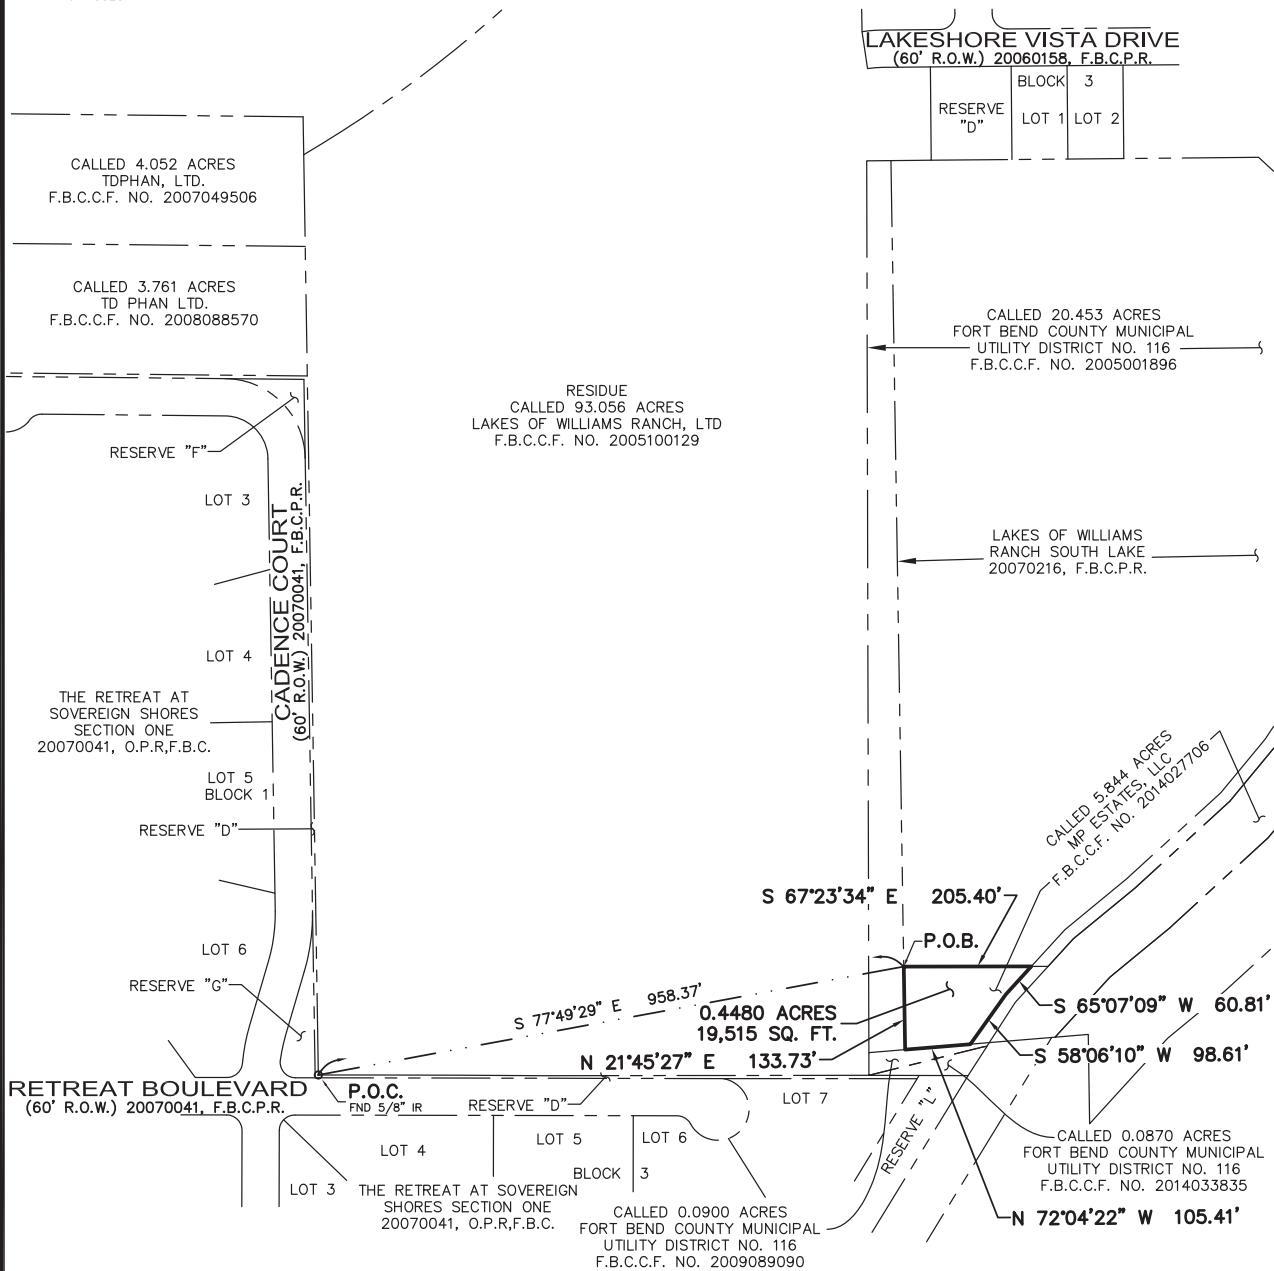 LAKESHORE VISTA DRIVE
(60' R.O.W.) 20060158, F.B.C.P.R.
BLOCK 3
RESERVE
"D"
LOT 1
LOT 2
CALLED 4.052 ACRES
TDPHAN, LTD.
F.B.C.C.F. NO. 2007049506
CALLED 3.761 ACRES
TD PHAN LTD.
F.B.C.C.F. NO. 2008088570
CALLED 20.453 ACRES
FORT BEND COUNTY MUNICIPAL
UTILITY DISTRICT NO. 116
F.B.C.C.F. NO. 2005001896
RESIDUE
CALLED 93.056 ACRES
LAKES OF WILLIAMS RANCH, LTD
F.B.C.C.F. NO. 2005100129
RESERVE "F"
LOT 3
CADENCE COURT
(60' R.O.W.) 20070041, F.B.C.P.R.
LAKES OF WILLIAMS
RANCH SOUTH LAKE
20070216, F.B.C.P.R.
LOT 4
THE RETREAT AT
SOVEREIGN SHORES
SECTION ONE
20070041, O.P.R,F.B.C.
LOT 5
BLOCK 1
RESERVE "D"
CALLED 5.844 ACRES
MP ESTATES, LLC
F.B.C.C.F. NO. 2014027706
S 67°23'34" E 205.40'
P.O.B.
LOT 6
RESERVE "G"
S 77°49'29" E 958.37'
0.4480 ACRES
19,515 SQ. FT.
S 65°07'09" W 60.81'
N 21°45'27" E 133.73'
S 58°06'10" W 98.61'
RETREAT BOULEVARD
(60' R.O.W.) 20070041, F.B.C.P.R.
P.O.C.
FND 5/8" IR
RESERVE "D"
LOT 7
RESERVE "L"
LOT 4
LOT 5
LOT 6
BLOCK 3
LOT 3
THE RETREAT AT SOVEREIGN
SHORES SECTION ONE
20070041, O.P.R,F.B.C.
CALLED 0.0870 ACRES
FORT BEND COUNTY MUNICIPAL
UTILITY DISTRICT NO. 116
F.B.C.C.F. NO. 2014033835
N 72°04'22" W 105.41'
CALLED 0.0900 ACRES
FORT BEND COUNTY MUNICIPAL
UTILITY DISTRICT NO. 116
F.B.C.C.F. NO. 2009089090